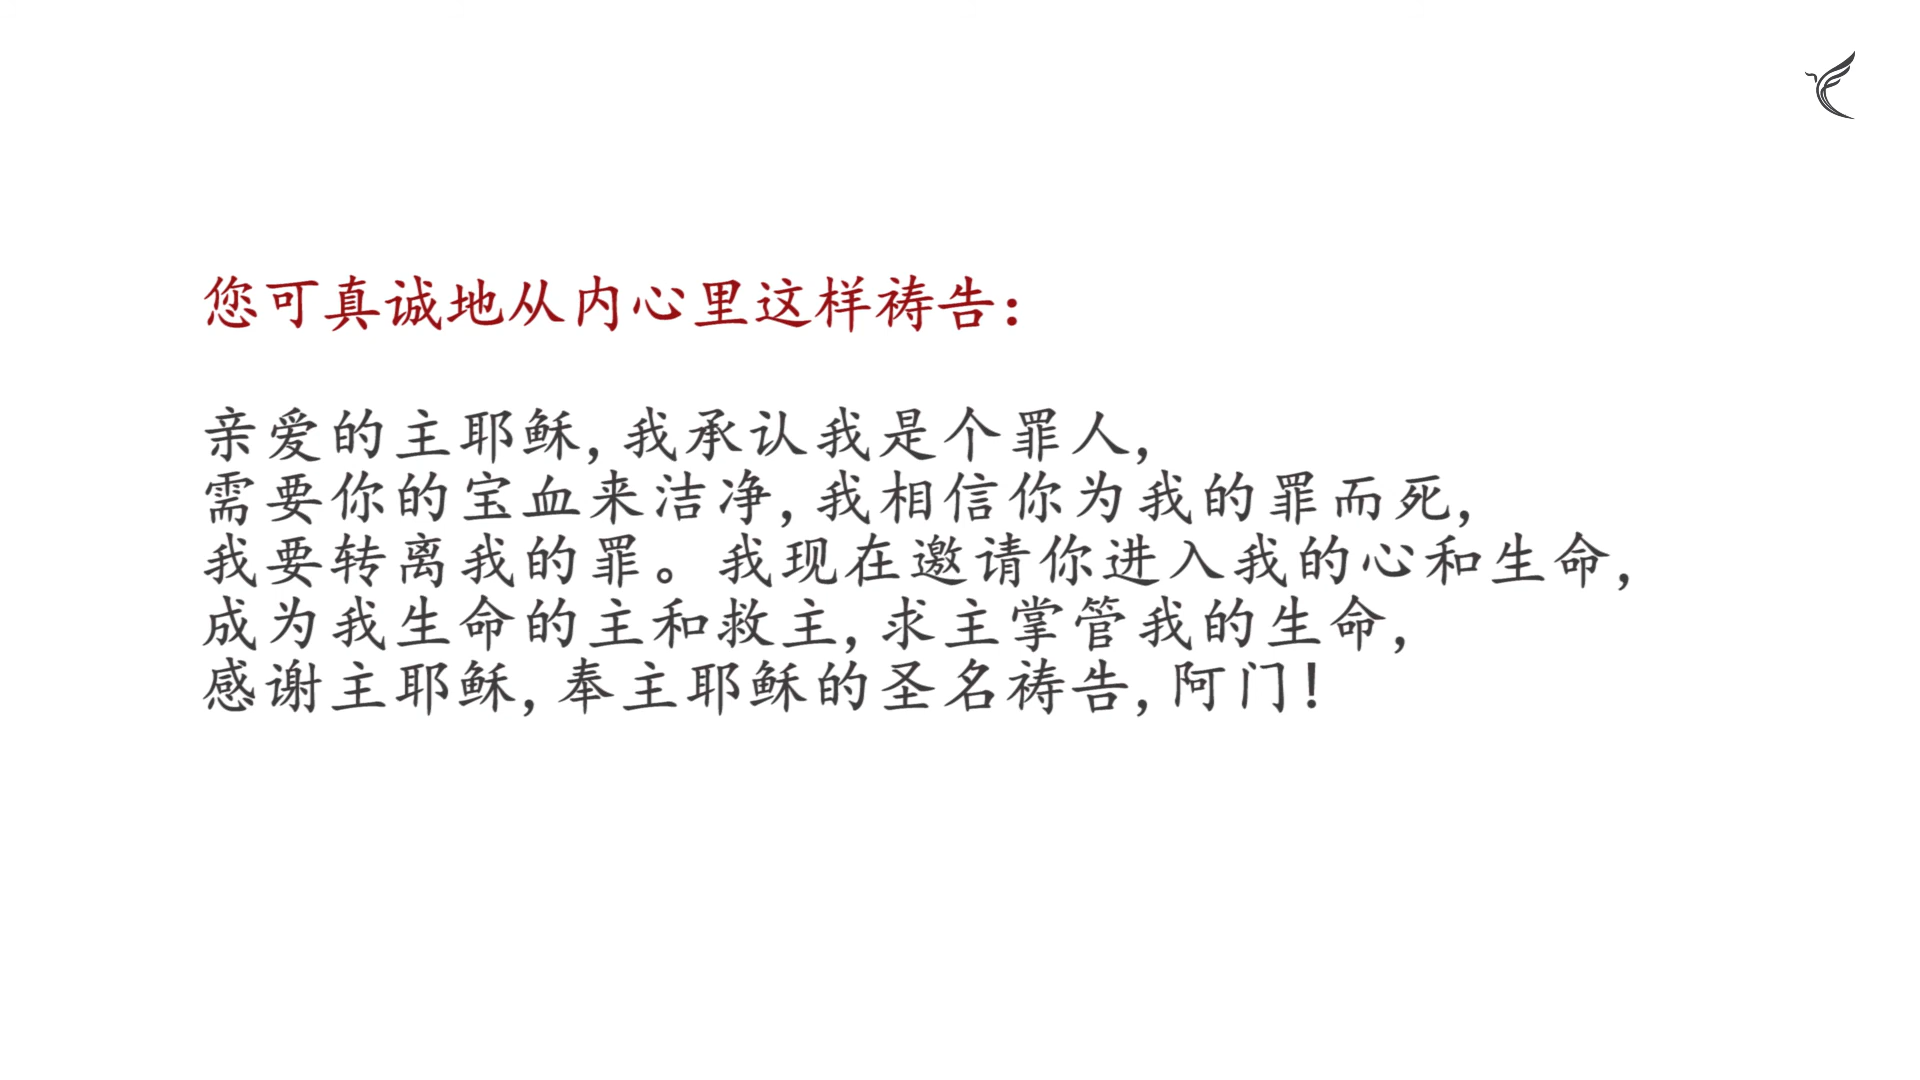 您可真诚地从内心里这样祷告：
亲爱的主耶稣,我承认我是个罪人,
需要你的宝血来洁净,我相信你为我的罪而死,
我要转离我的罪。我现在邀请你进入我的心和生命,
成为我生命的主和救主,求主掌管我的生命,
感谢主耶稣,奉主耶稣的圣名祷告,阿门!